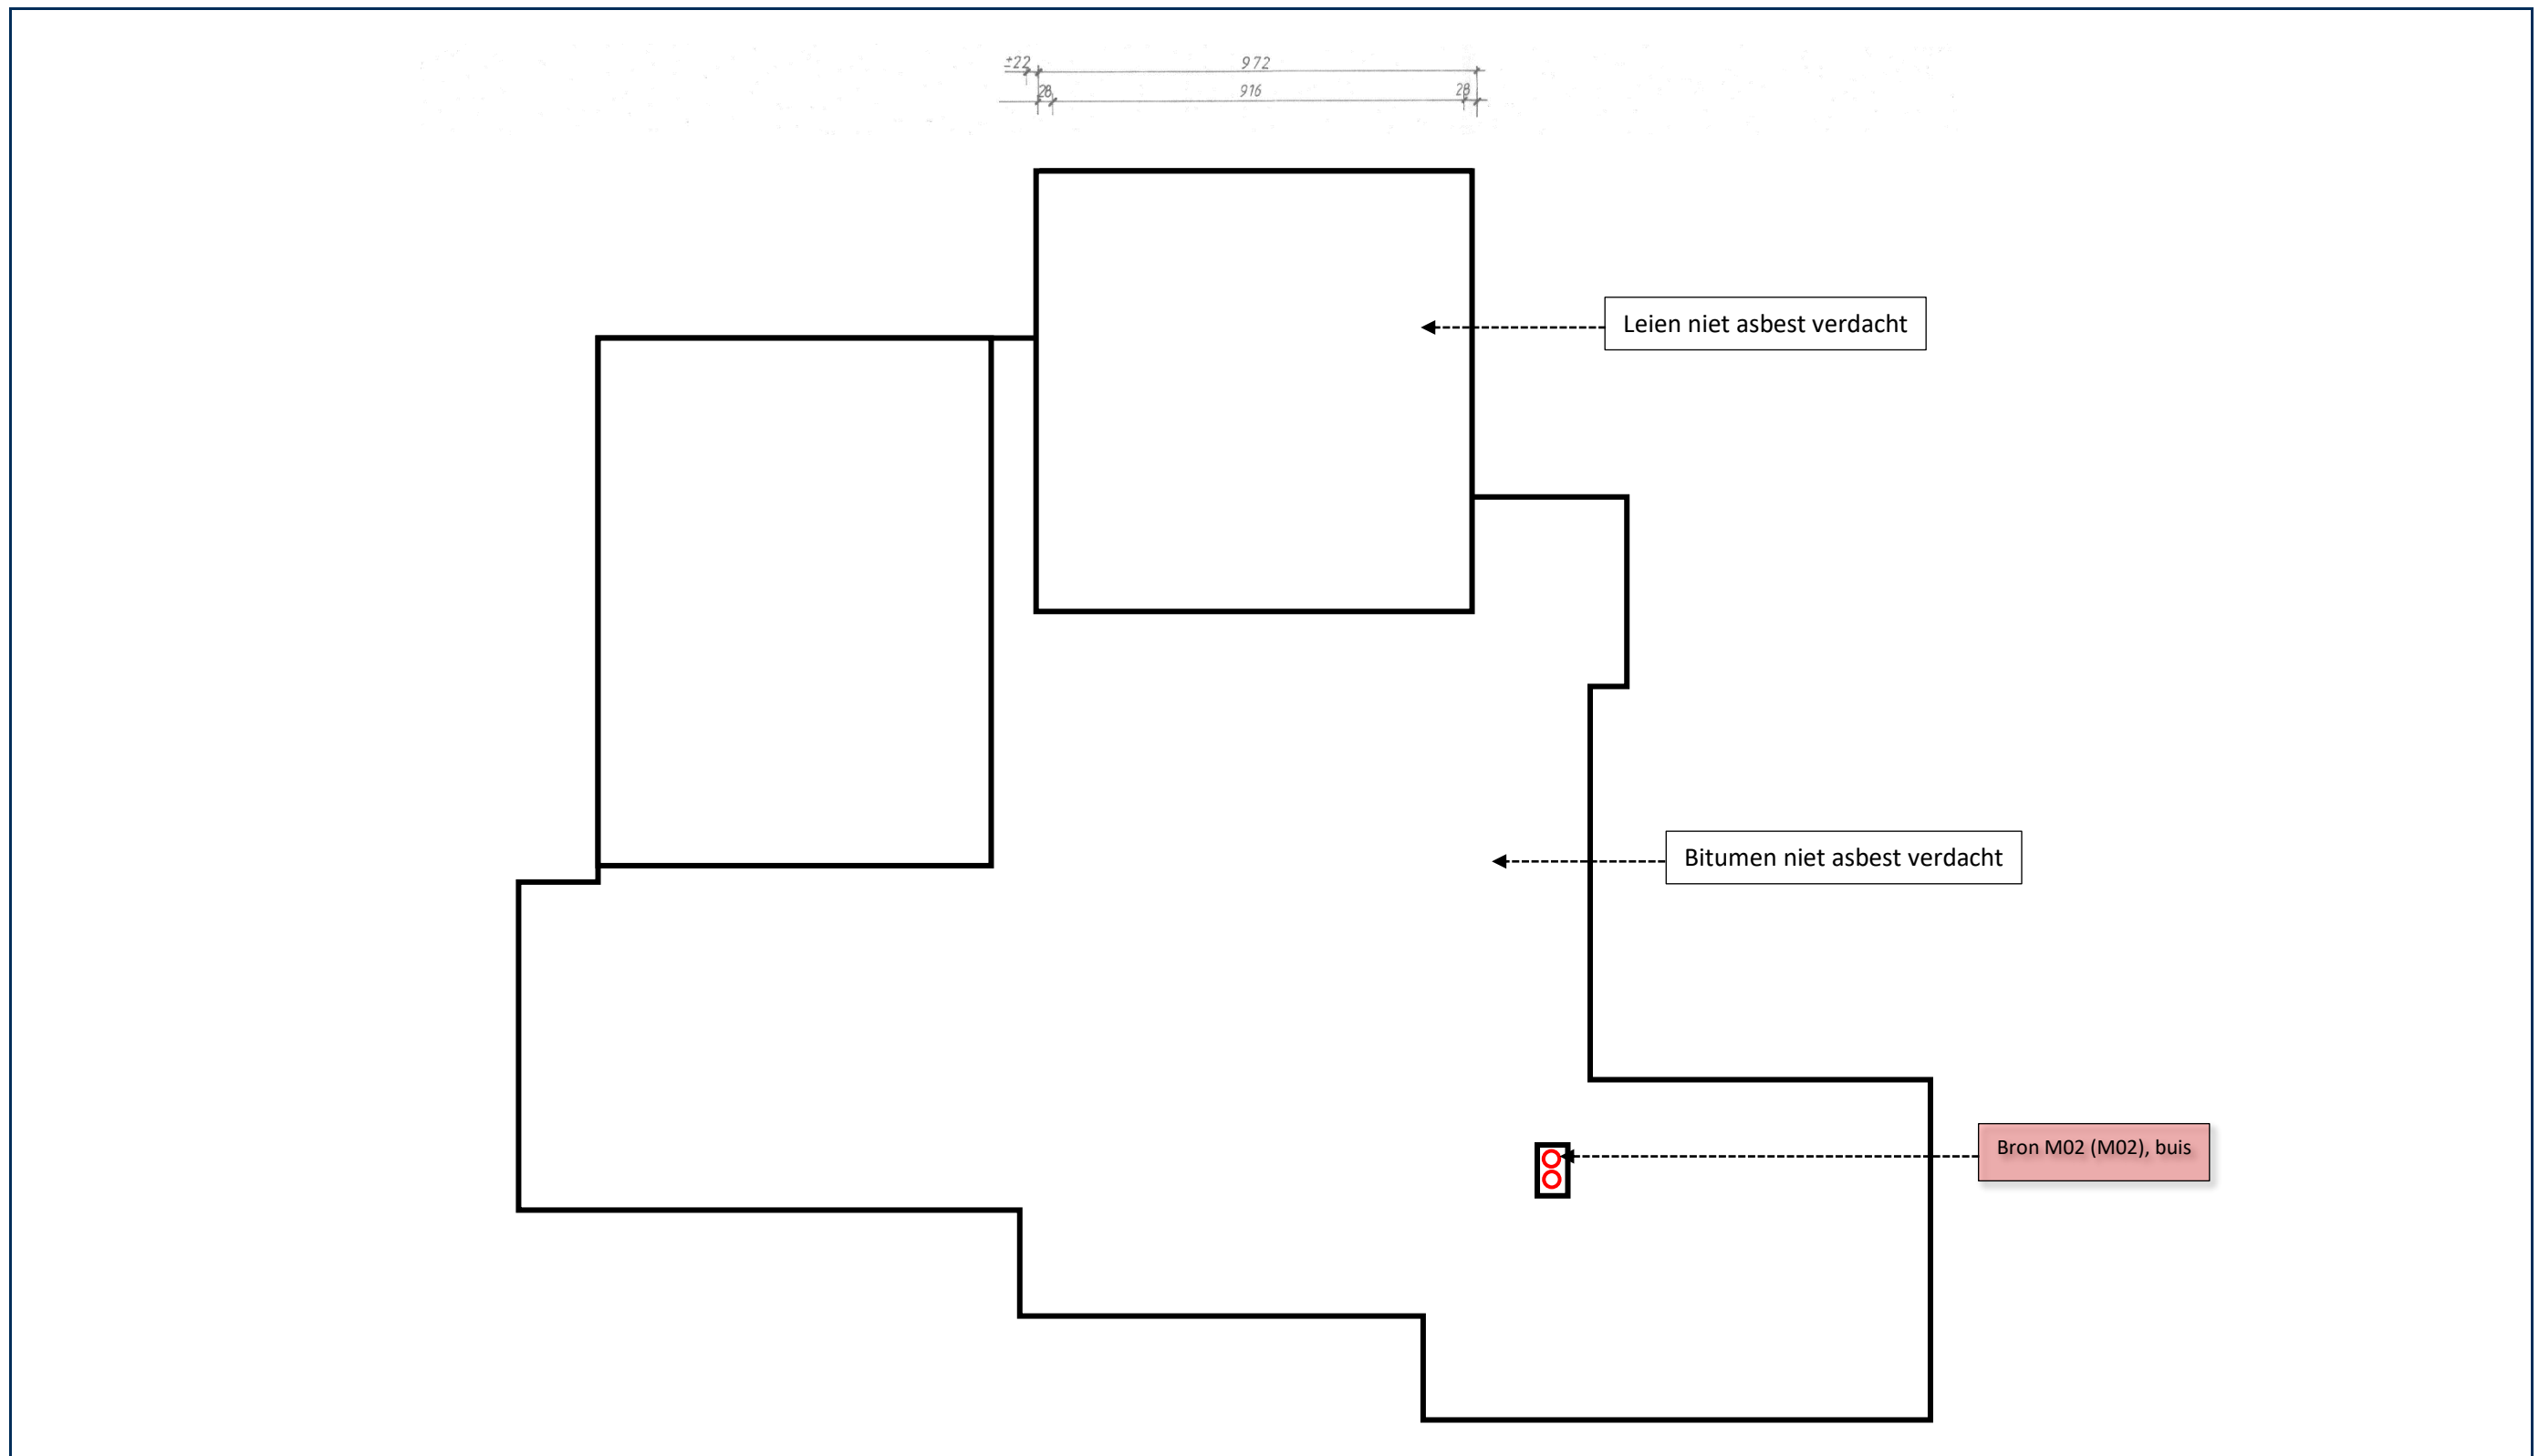 ±22
972
28
916
28
Leien niet asbest verdacht
Bitumen niet asbest verdacht
Bron M02 (M02), buis